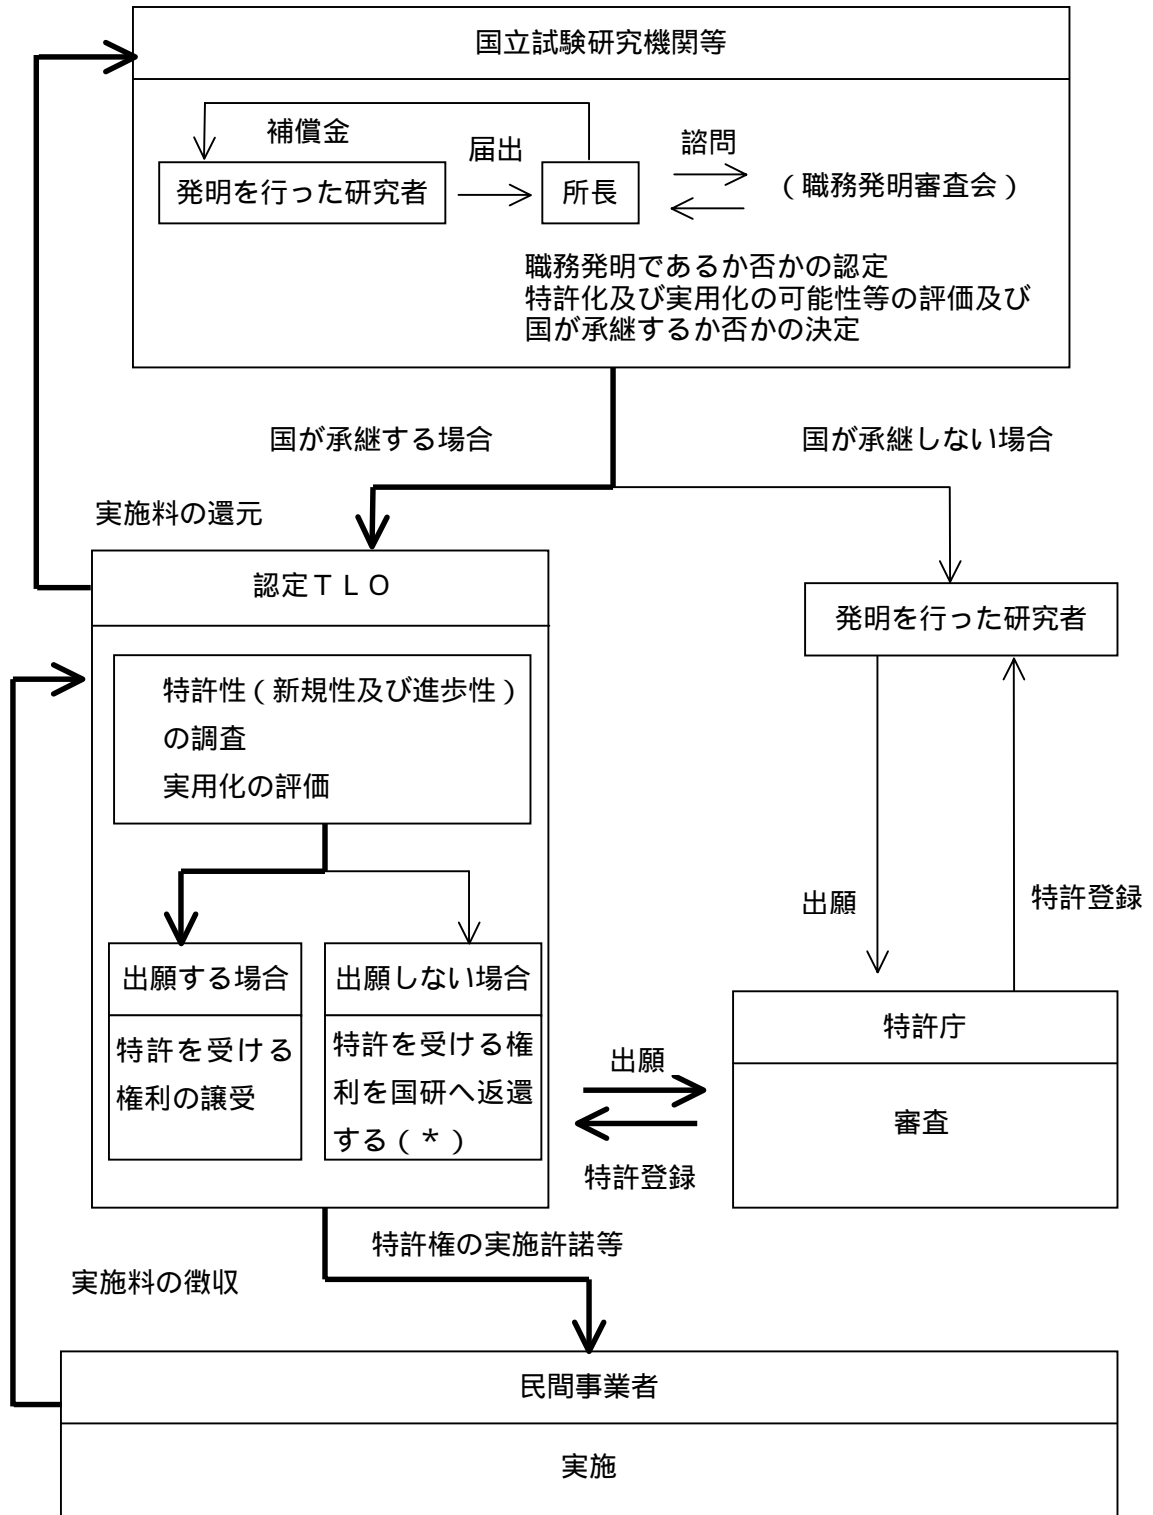 国立試験研究機関等
補償金
届出
諮問
発明を行った研究者
所長
（職務発明審査会）
職務発明であるか否かの認定
特許化及び実用化の可能性等の評価及び
国が承継するか否かの決定
国が承継する場合
国が承継しない場合
実施料の還元
認定ＴＬＯ
発明を行った研究者
特許性（新規性及び進歩性）
の調査
実用化の評価
出願
特許登録
出願する場合
出願しない場合
特許を受ける
権利の譲受
特許を受ける権
利を国研へ返還
する（＊）
出願
特許登録
特許庁
審査
特許権の実施許諾等
実施料の徴収
民間事業者
実施